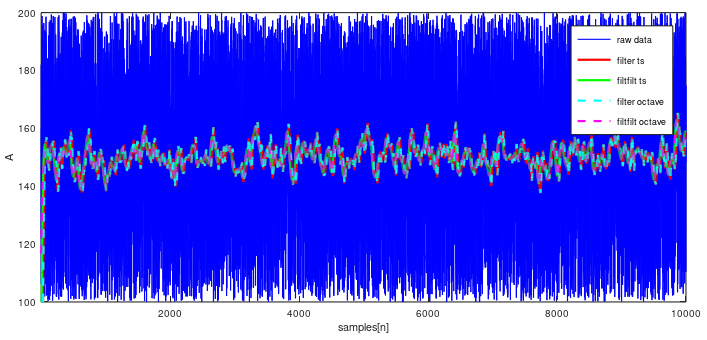 200
180
160
140
120
100
A
2000
4000
6000
8000
10000
samples[n]
raw data
filter ts
filtfilt ts
filter octave
filtfilt octave